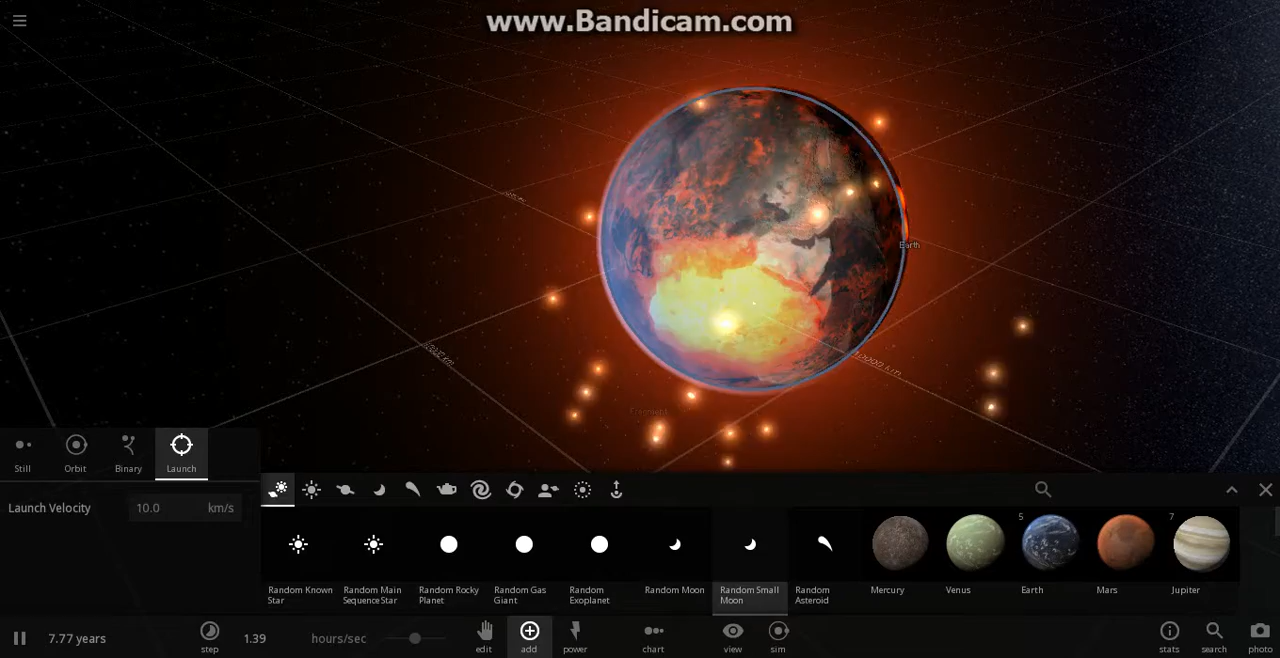 www.Bandicam.com
Earth
10000 km
Fragment
Still
Orbit
Binary
Launch
Launch Velocity
10.0
km/s
5
7
Random Known
Star
Random Main
Sequence Star
Random Rocky
Planet
Random Gas
Giant
Random
Exoplanet
Random Moon
Random Small
Moon
Random
Asteroid
Mercury
Venus
Earth
Mars
Jupiter
7.77 years
step
1.39
hours/sec
edit
add
power
chart
view
sim
stats
search
photo